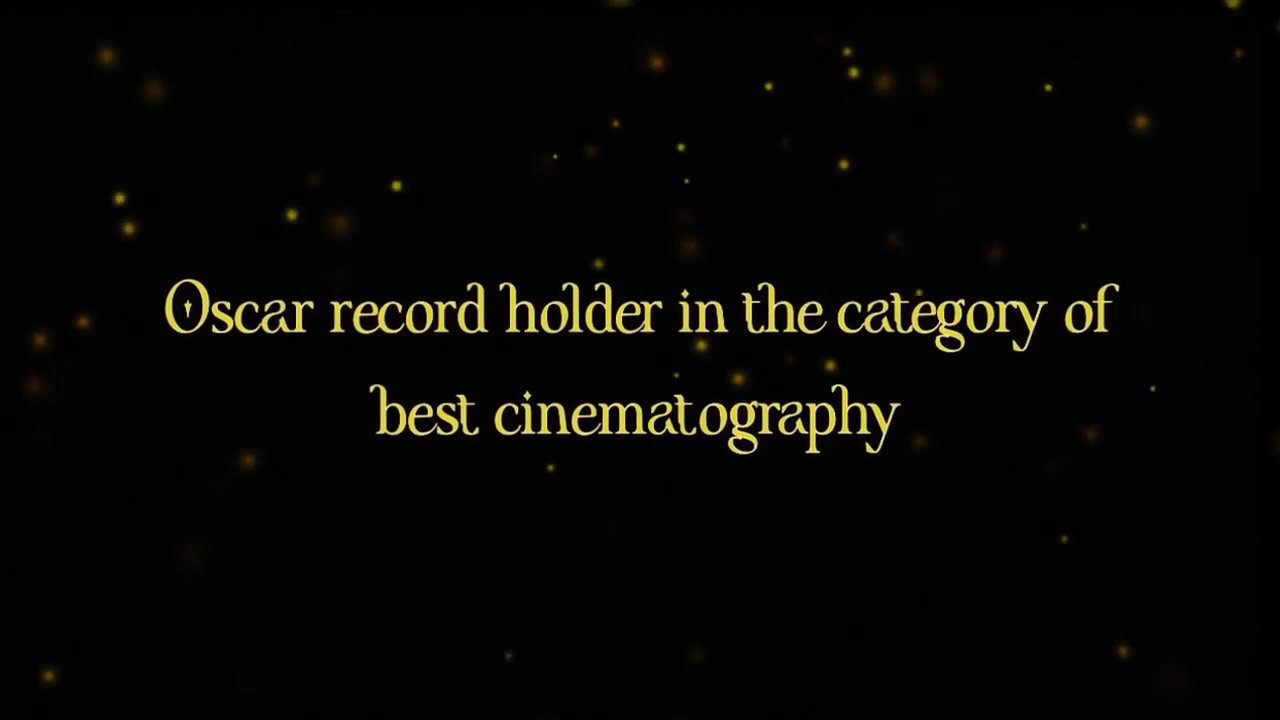 Oscar record holder in the category of
best cinematography